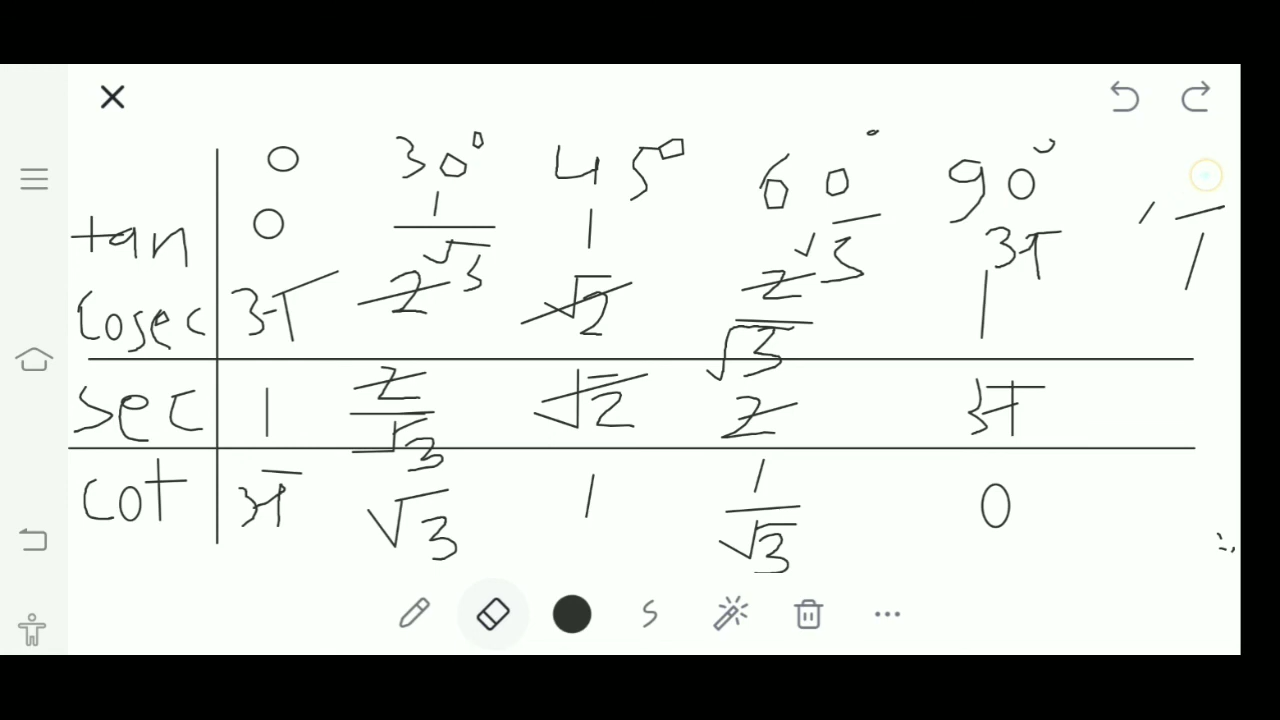 0 30° 45° 60° 90°
tan 0 1/√3 1 √3 अ
Cosec अ 2 √2 2/√3 1
Sec 1 2/√3 √2 2 अ
Cot अ √3 1 1/√3 0